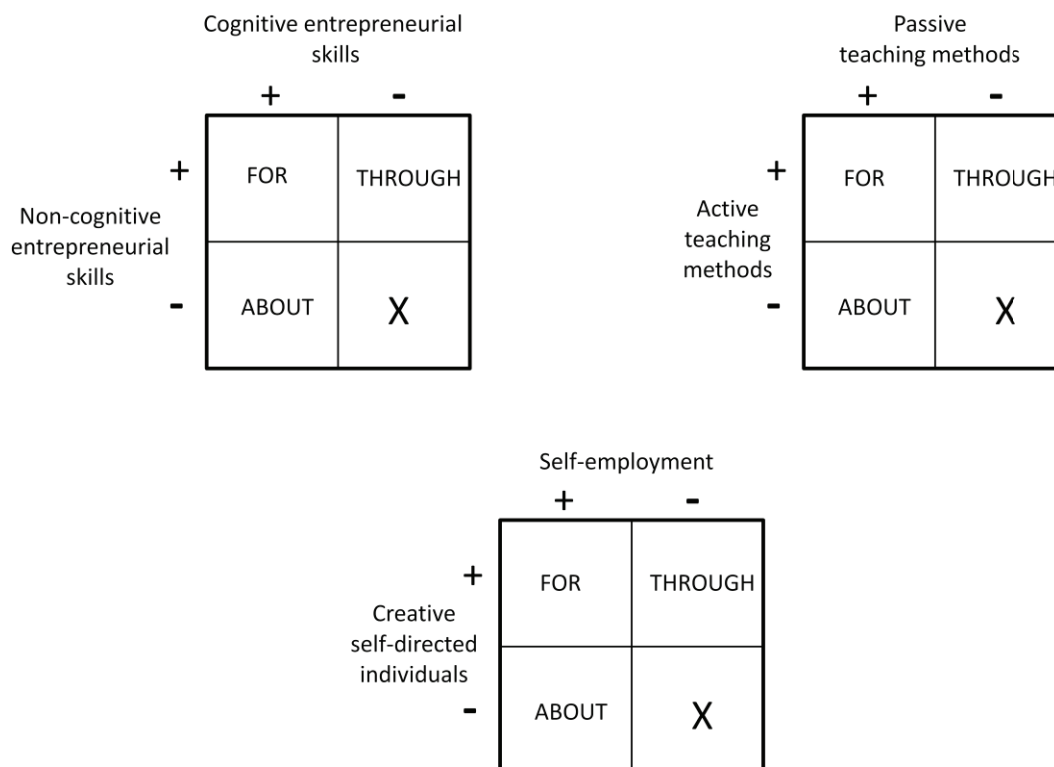 Cognitive entrepreneurial
skills
+ -
+ FOR THROUGH
Non-cognitive
entrepreneurial
skills
- ABOUT X
Passive
teaching methods
+ -
+ FOR THROUGH
Active
teaching
methods
- ABOUT X
Self-employment
+ -
+ FOR THROUGH
Creative
self-directed
individuals
- ABOUT X